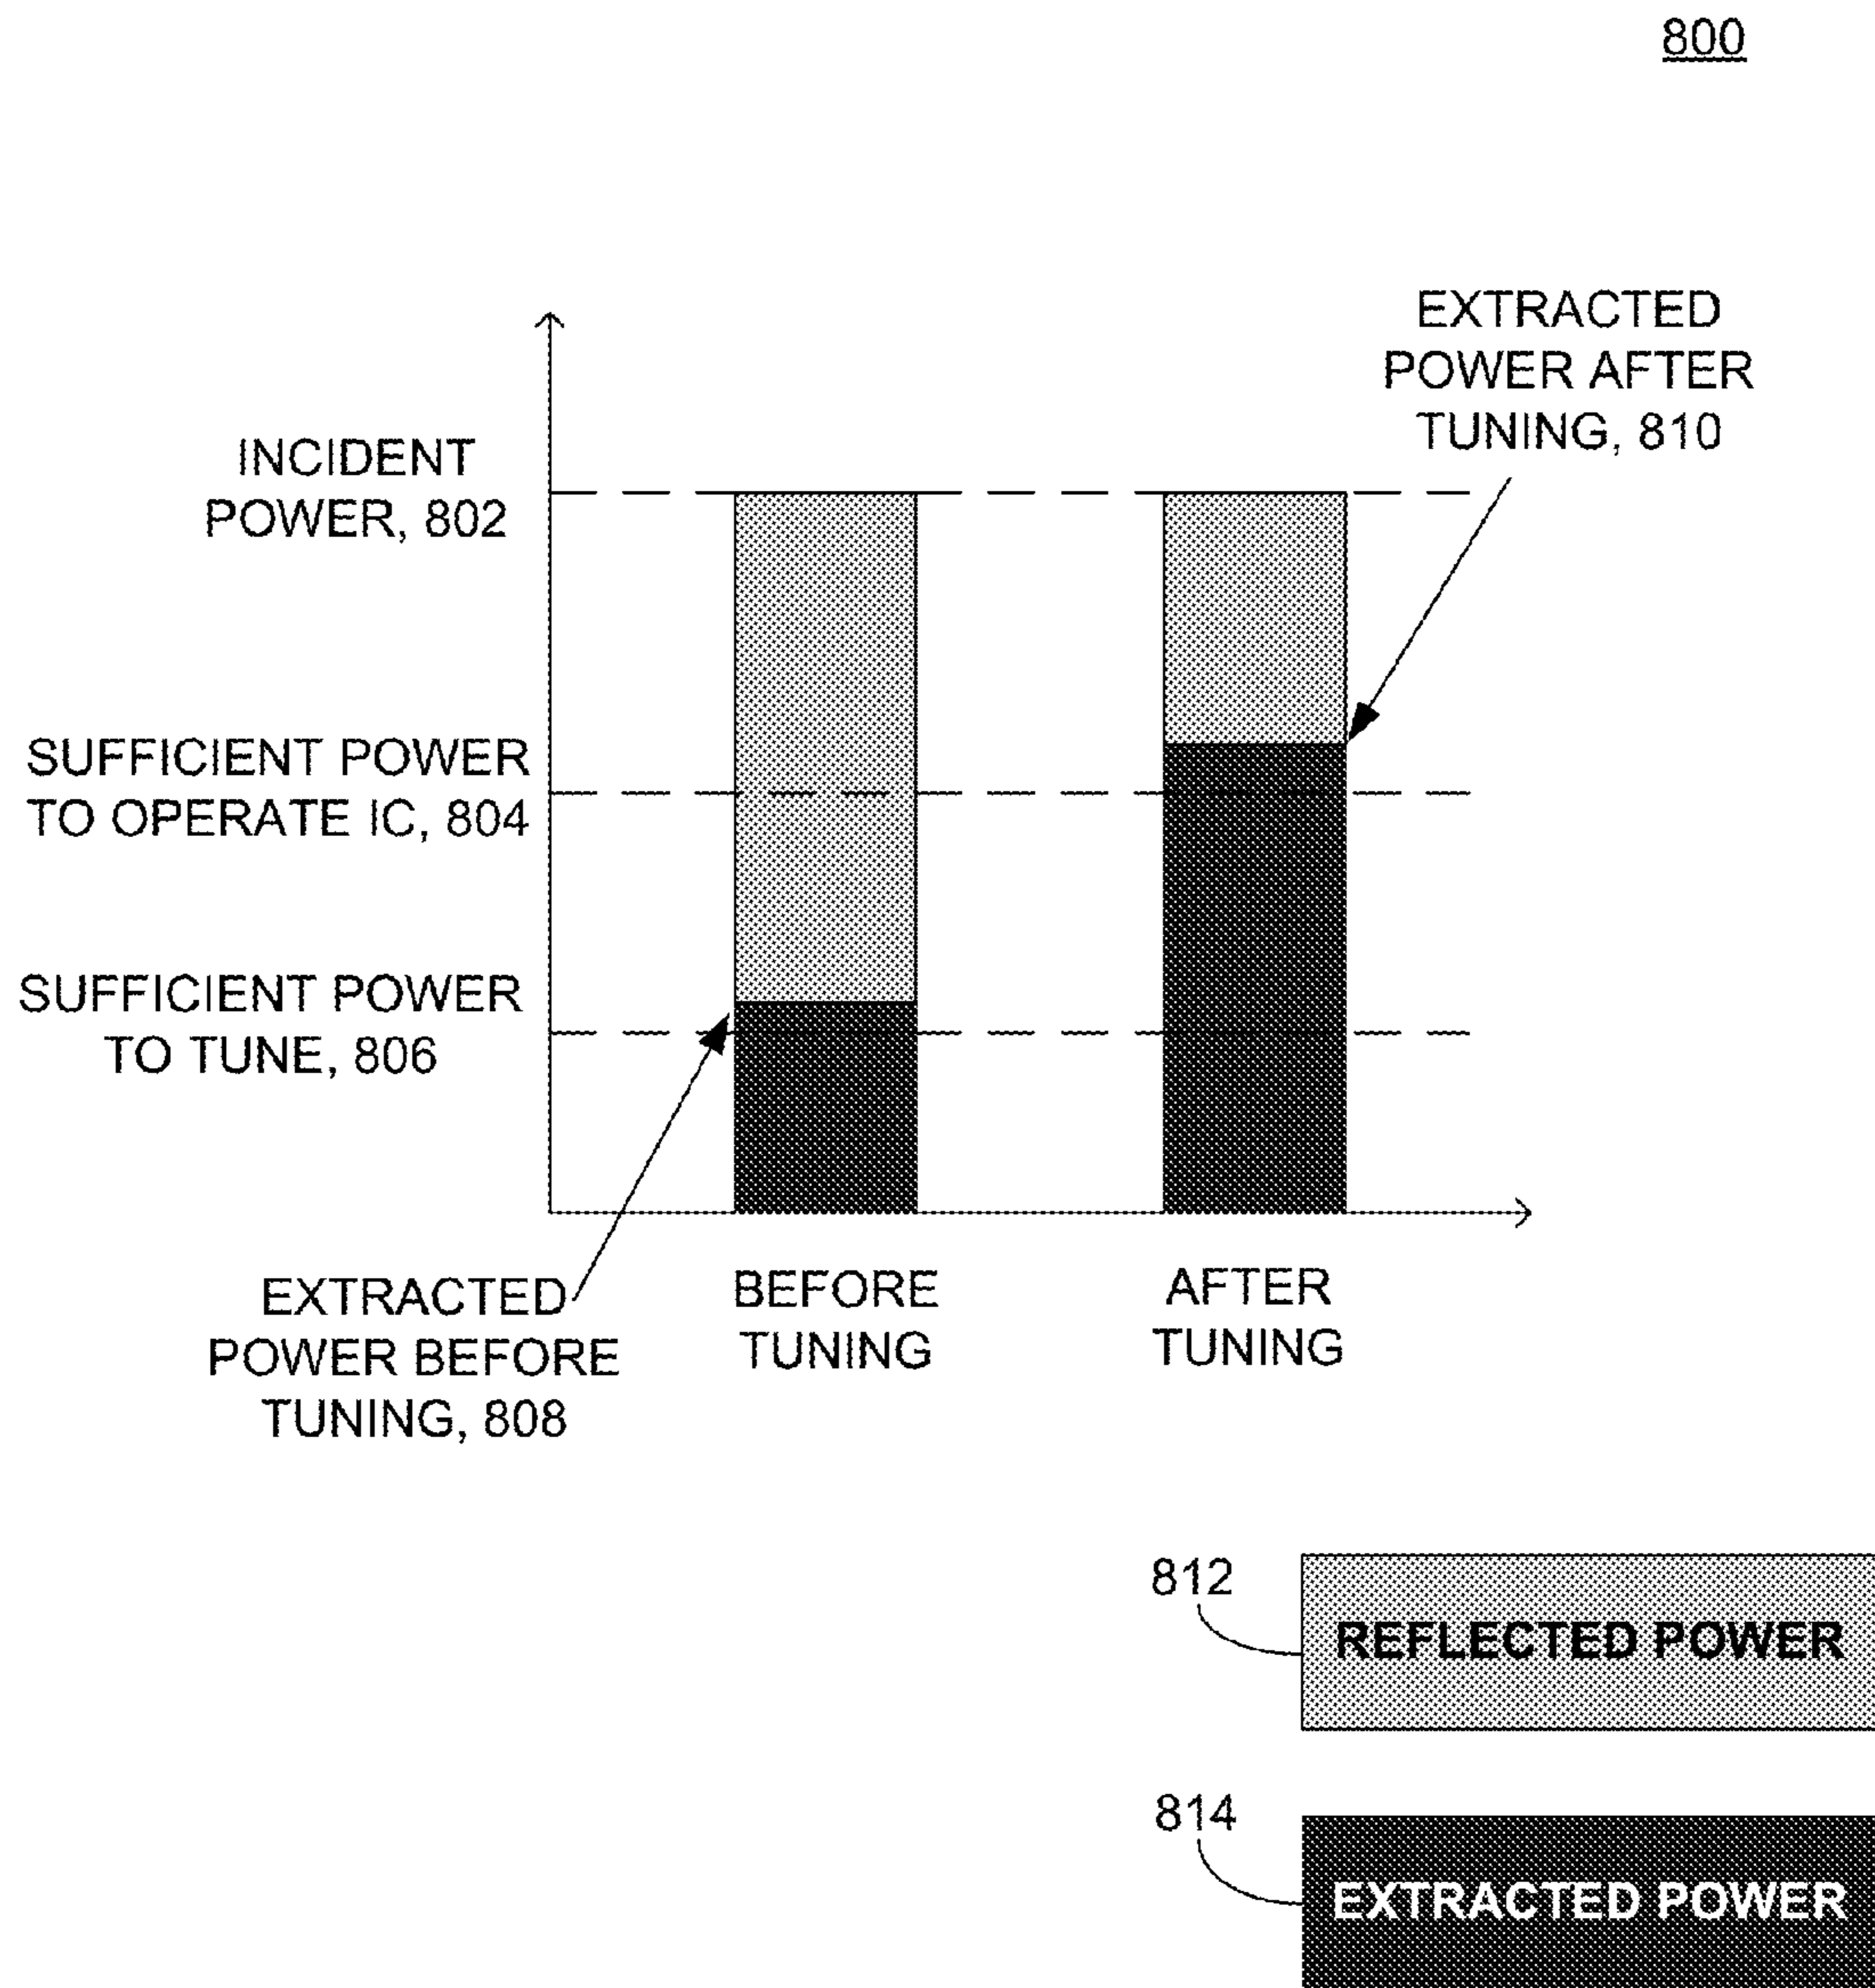 800
EXTRACTED
POWER AFTER
TUNING, 810
INCIDENT
POWER, 802
SUFFICIENT POWER
TO OPERATE IC, 804
SUFFICIENT POWER
TO TUNE, 806
EXTRACTED
POWER BEFORE
TUNING, 808
BEFORE
TUNING
AFTER
TUNING
812
REFLECTED POWER
814
EXTRACTED POWER